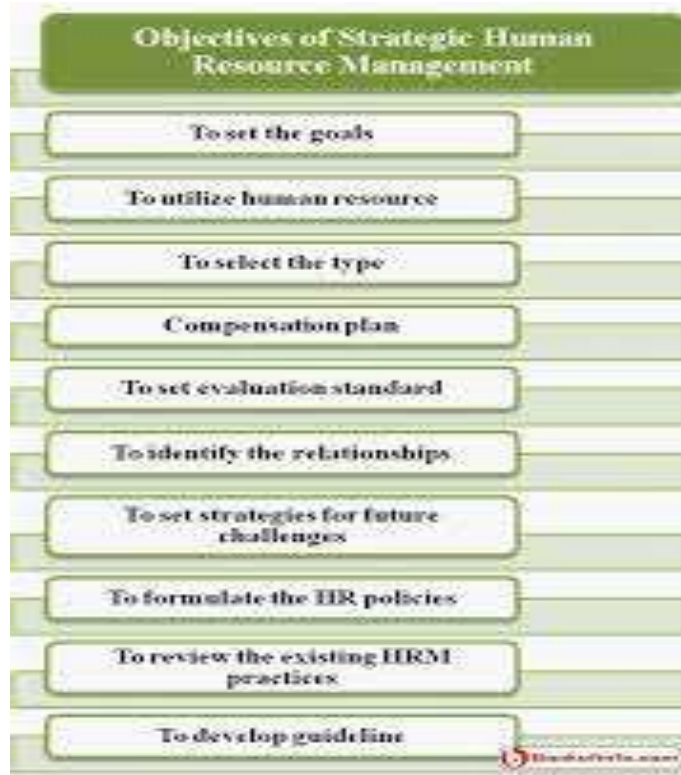 Objectives of Strategic Human
Resource Management
To set the goals
To utilize human resource
To select the type
Compensation plan
To set evaluation standard
To identify the relationships
To set strategies for future
challenges
To formulate the HR policies
To review the existing HRM
practices
To develop guideline